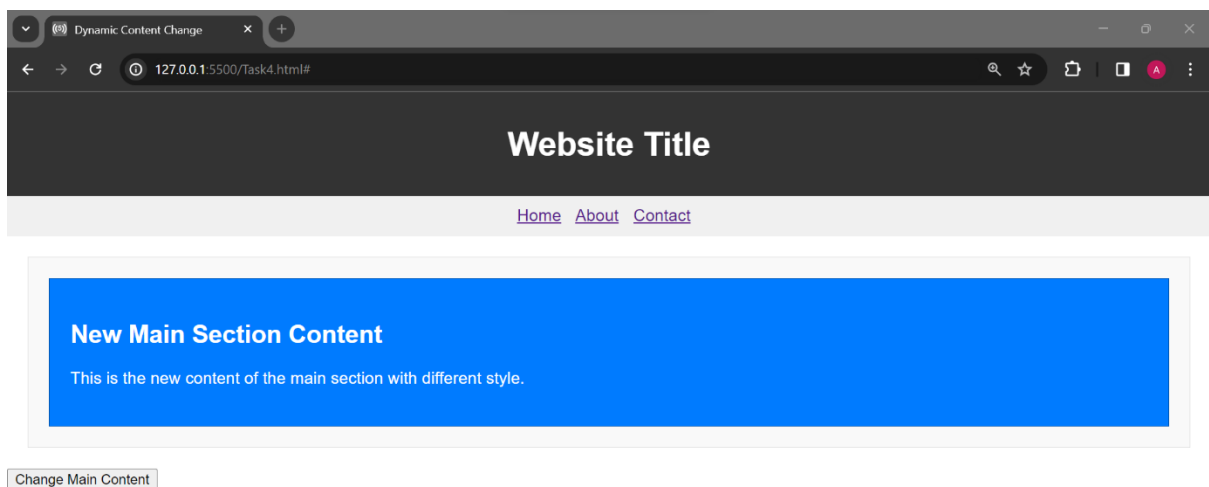 Dynamic Content Change
127.0.0.1:5500/Task4.html#
A
Website Title
Home About Contact
New Main Section Content
This is the new content of the main section with different style.
Change Main Content